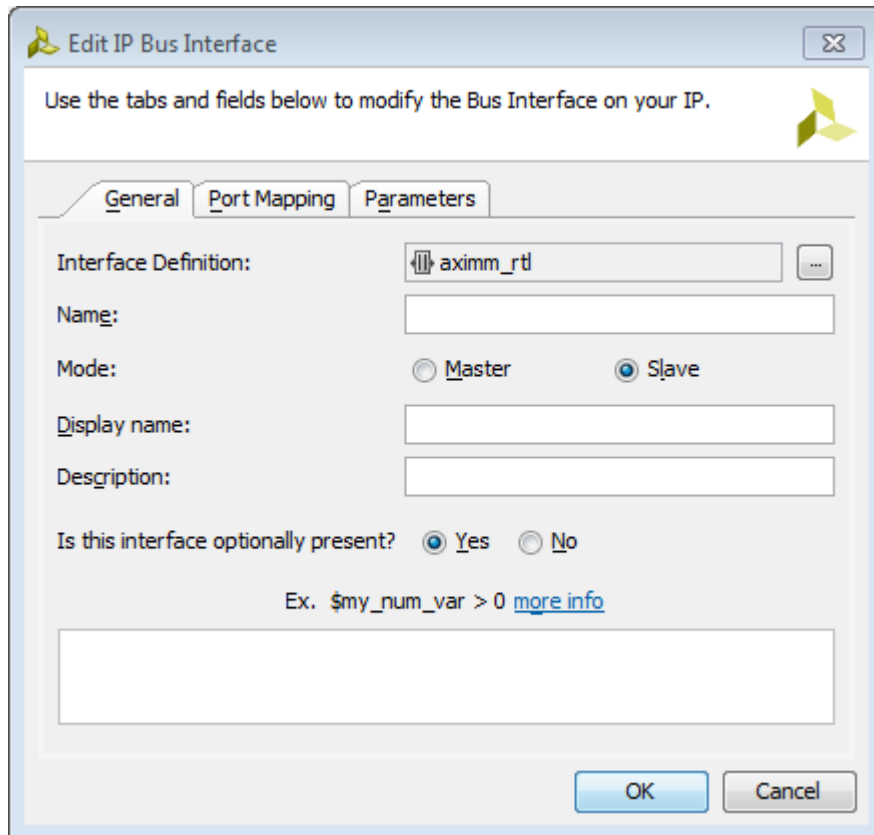 Edit IP Bus Interface
Use the tabs and fields below to modify the Bus Interface on your IP.
General Port Mapping Parameters
Interface Definition: aximm_rtl ...
Name:
Mode: Master Slave
Display name:
Description:
Is this interface optionally present? Yes No
Ex. $my_num_var > 0 more info
OK Cancel